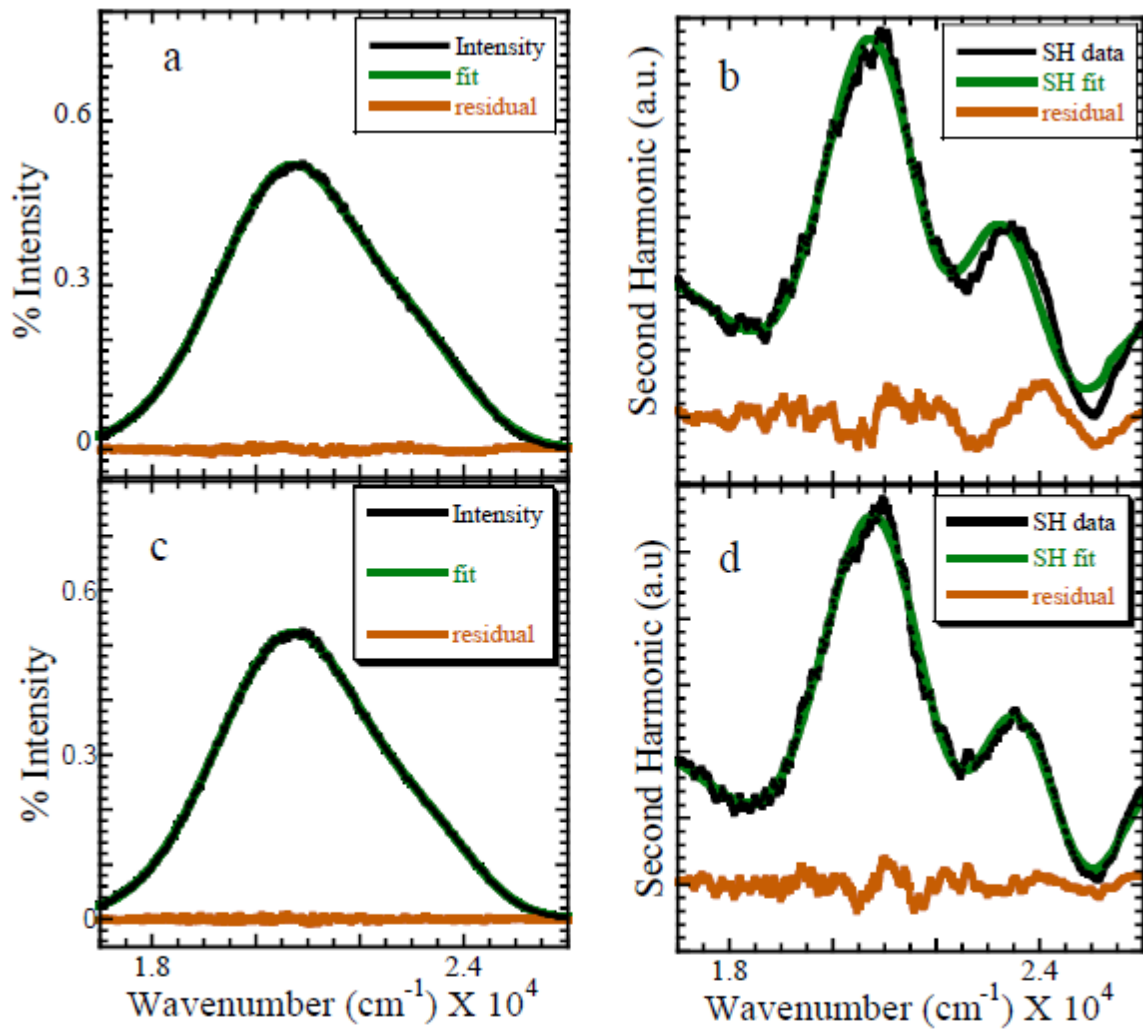 a
Intensity
fit
residual
0.6
0.3
0
% Intensity
b
SH data
SH fit
residual
Second Harmonic (a.u.)
c
Intensity
fit
residual
0.6
0.3
0
% Intensity
1.8
2.4
Wavenumber (cm⁻¹) X 10⁴
d
SH data
SH fit
residual
Second Harmonic (a.u)
1.8
2.4
Wavenumber (cm⁻¹) X 10⁴